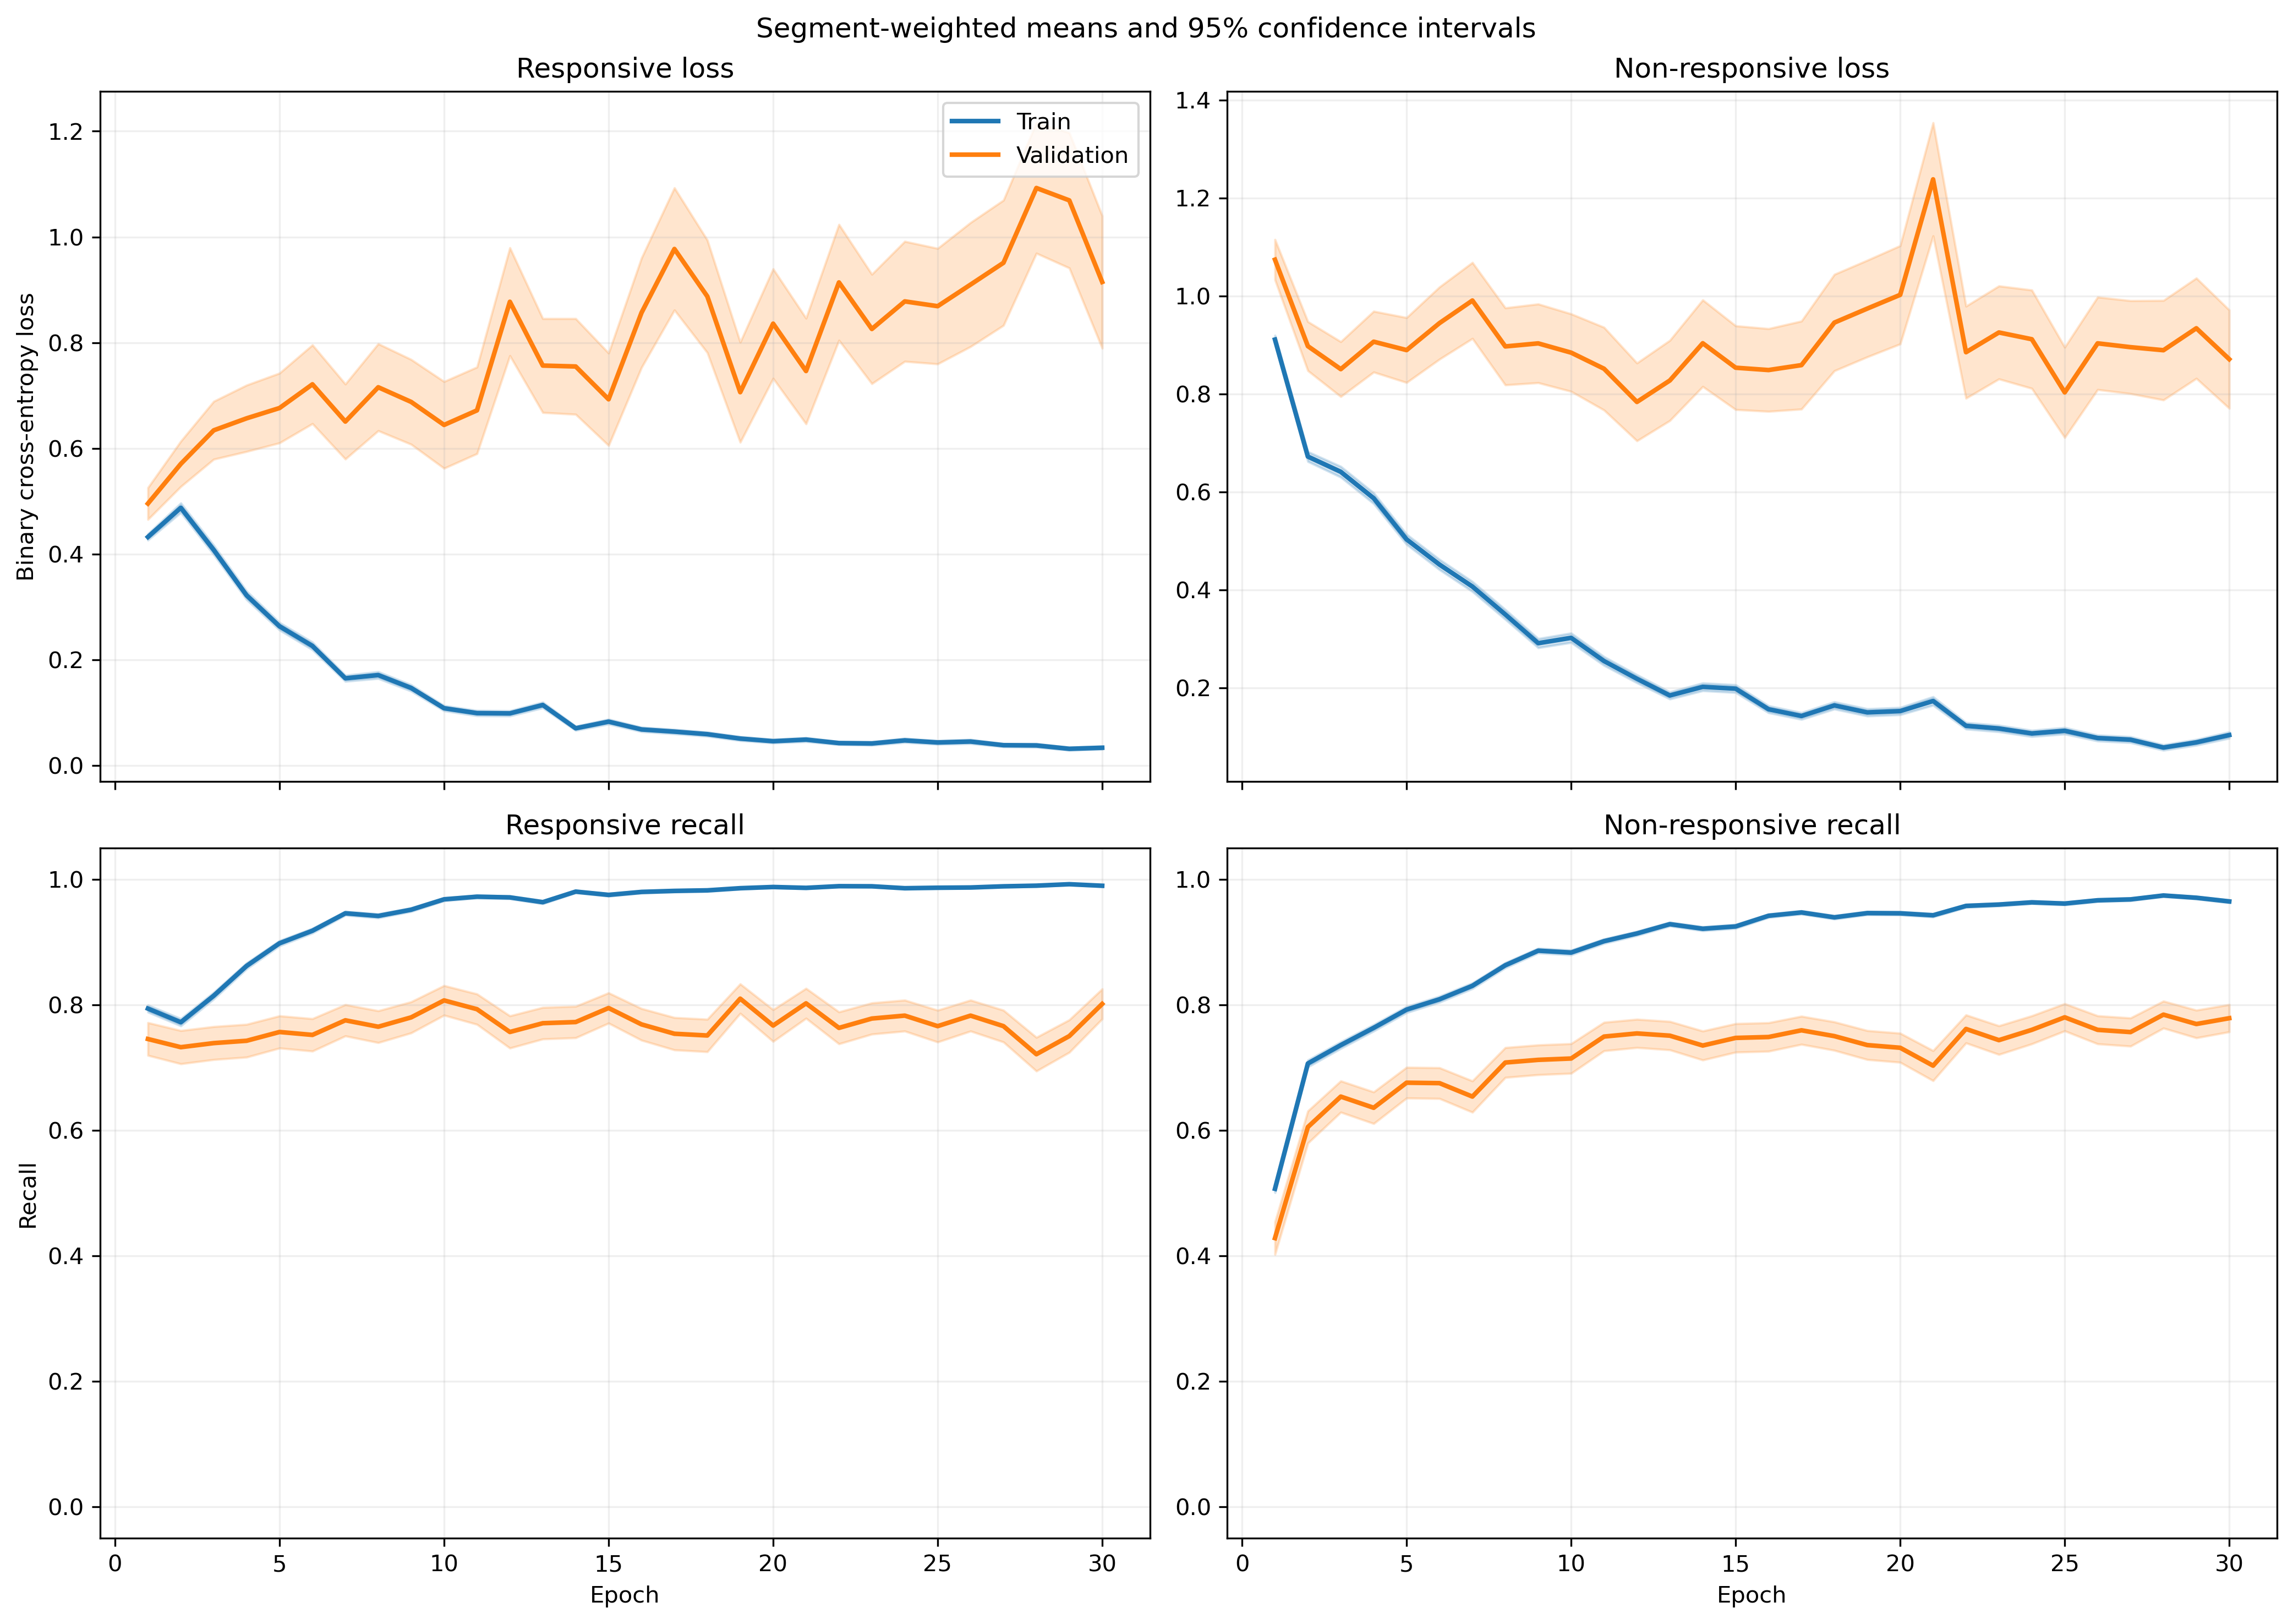 Segment-weighted means and 95% confidence intervals
Responsive loss
Binary cross-entropy loss
1.2
1.0
0.8
0.6
0.4
0.2
0.0
Train
Validation
Non-responsive loss
1.4
1.2
1.0
0.8
0.6
0.4
0.2
Responsive recall
Recall
1.0
0.8
0.6
0.4
0.2
0.0
0 5 10 15 20 25 30
Epoch
Non-responsive recall
1.0
0.8
0.6
0.4
0.2
0.0
0 5 10 15 20 25 30
Epoch